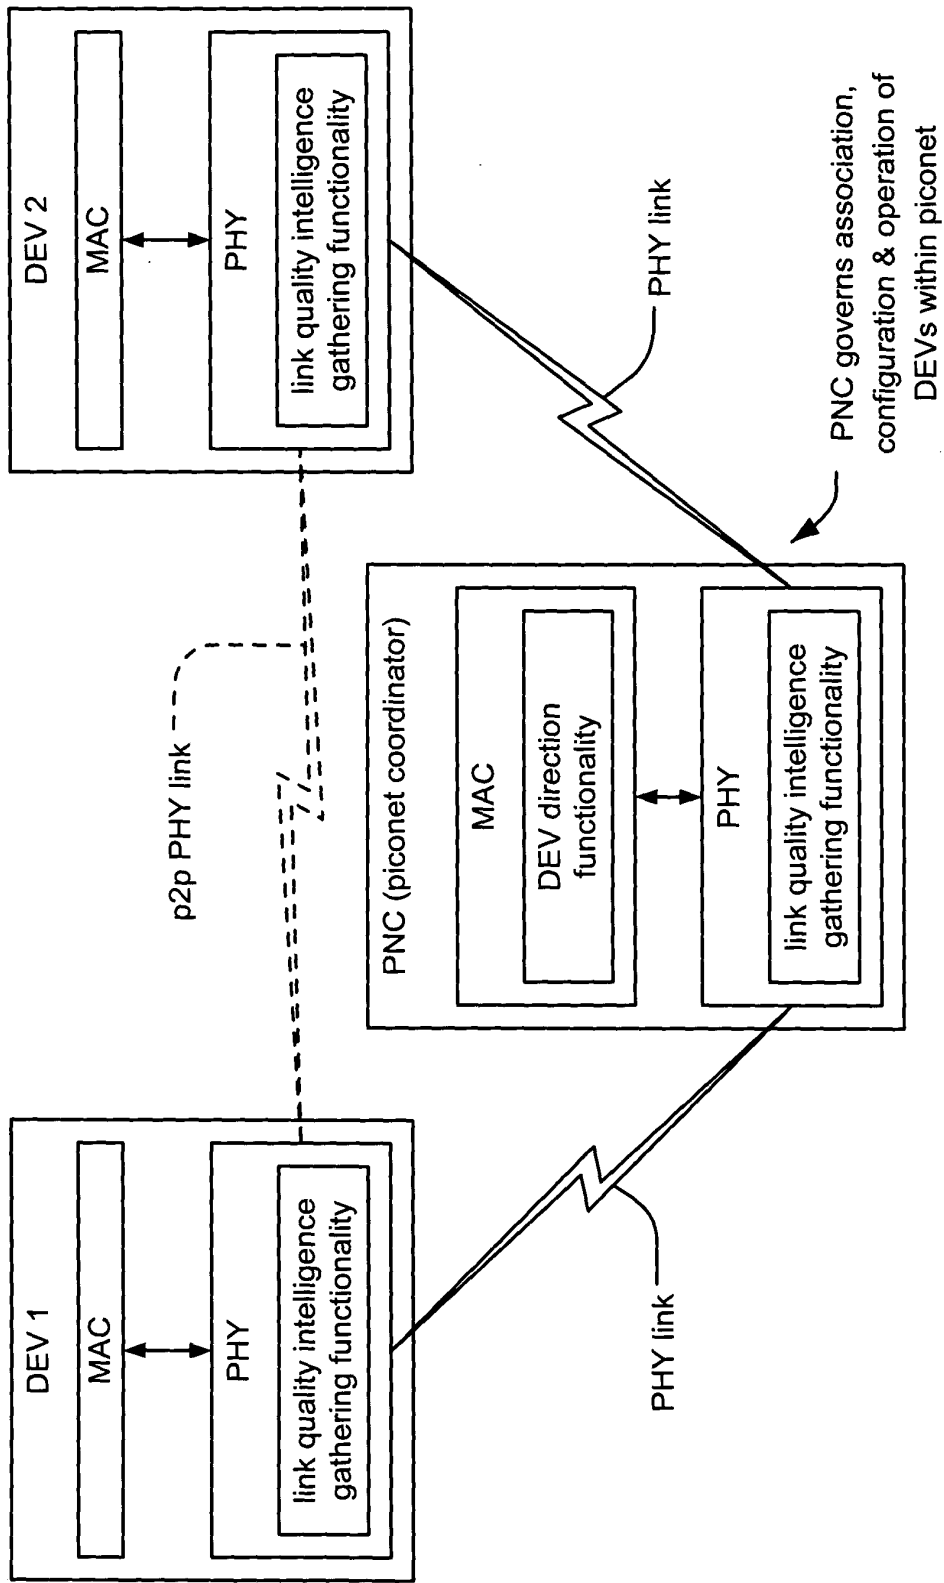 DEV 1
MAC
PHY
link quality intelligence
gathering functionality
p2p PHY link
DEV 2
MAC
PHY
link quality intelligence
gathering functionality
PNC (piconet coordinator)
MAC
DEV direction
functionality
PHY
link quality intelligence
gathering functionality
PHY link
PHY link
PNC governs association,
configuration & operation of
DEVs within piconet